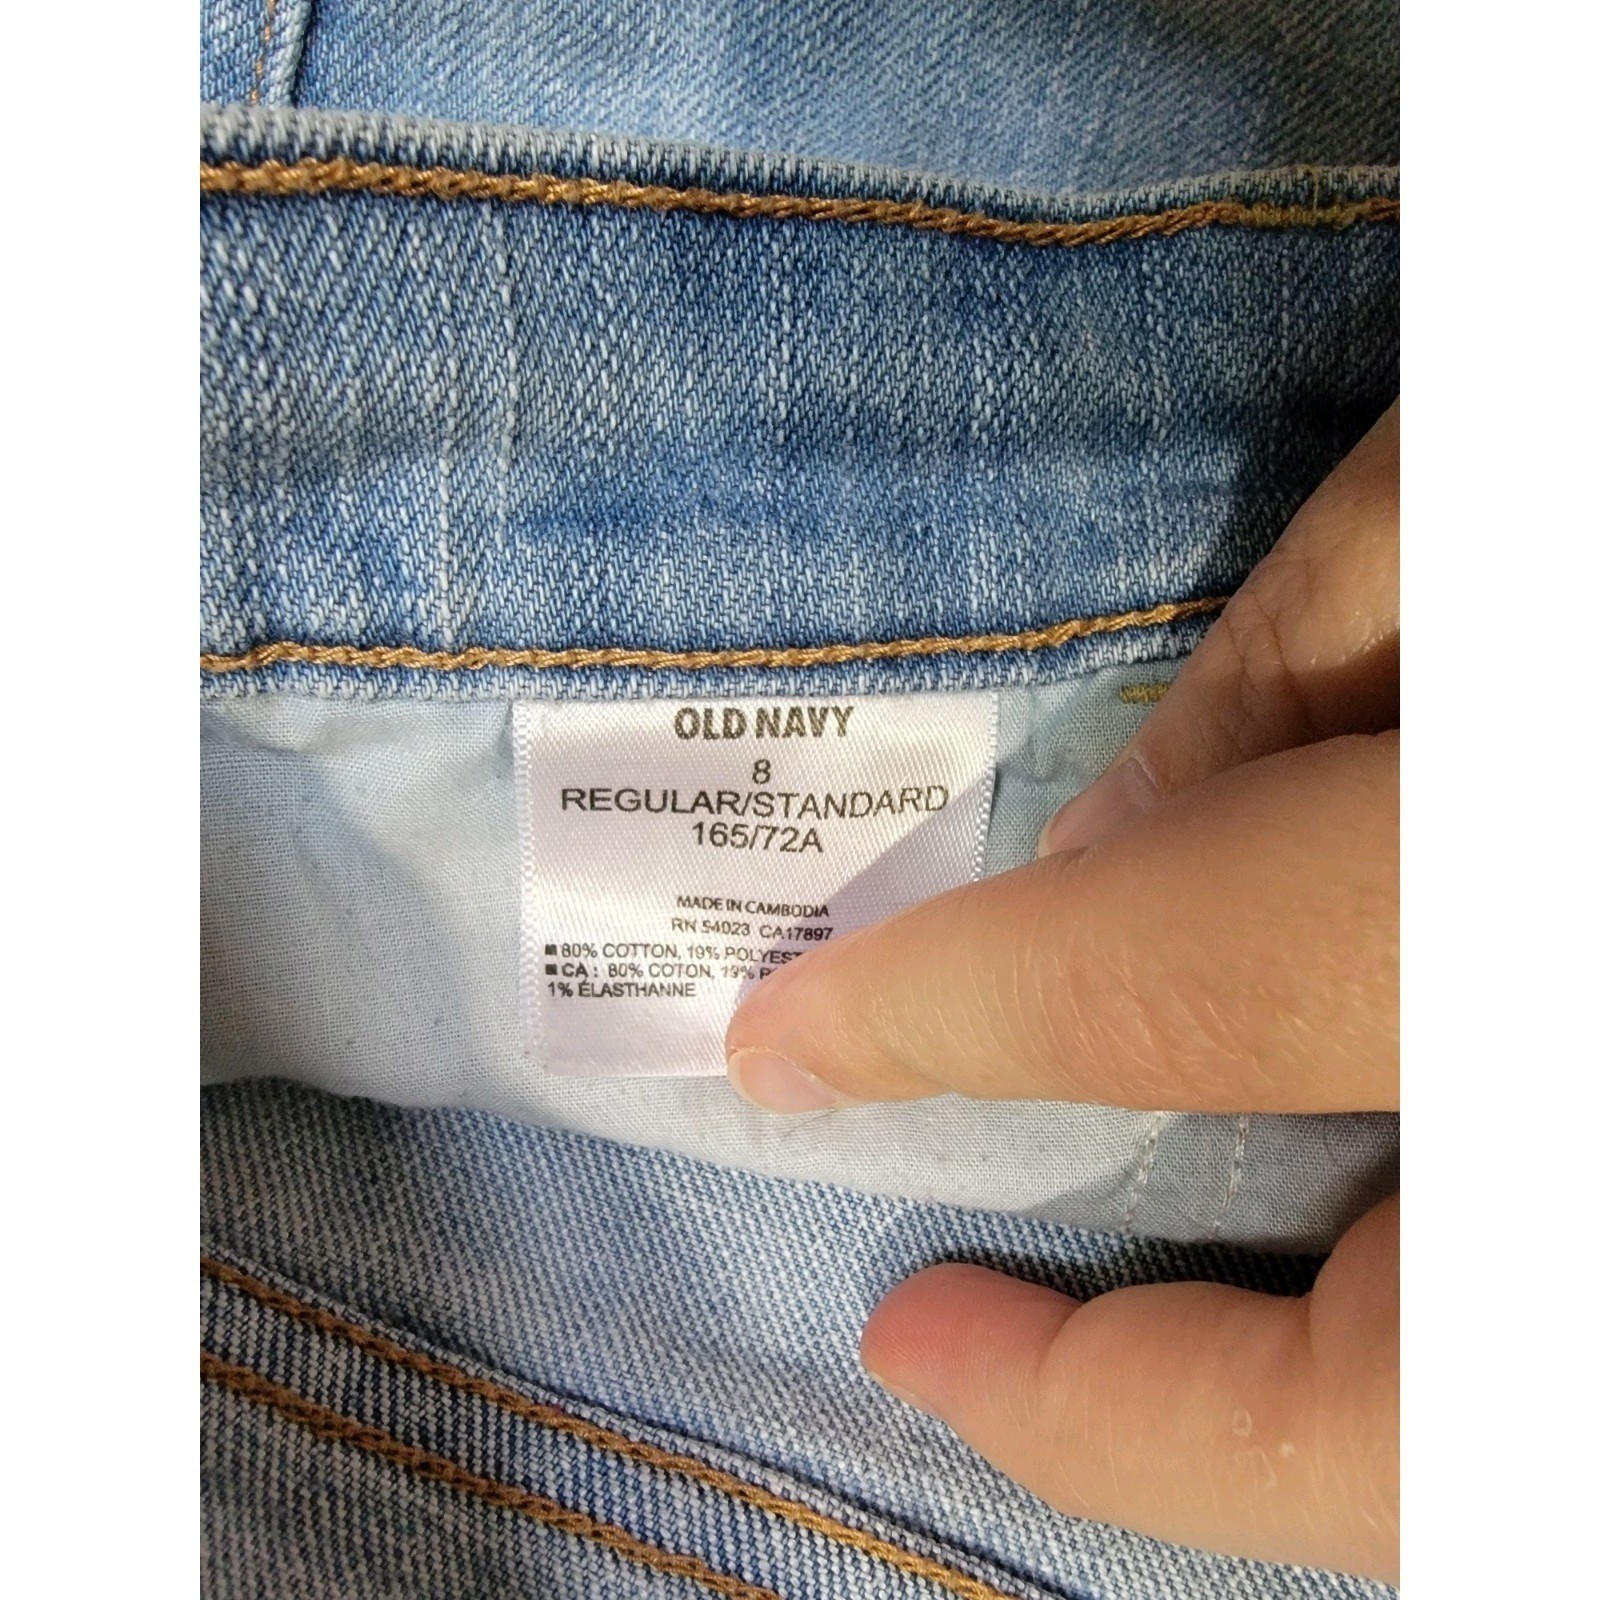 OLD NAVY
8
REGULAR/STANDARD
165/72A
MADE IN CAMBODIA
RN 54023 CA17897
80% COTTON, 19%
CA : 80% COTON, 19%
1% ÉLASTHANNE